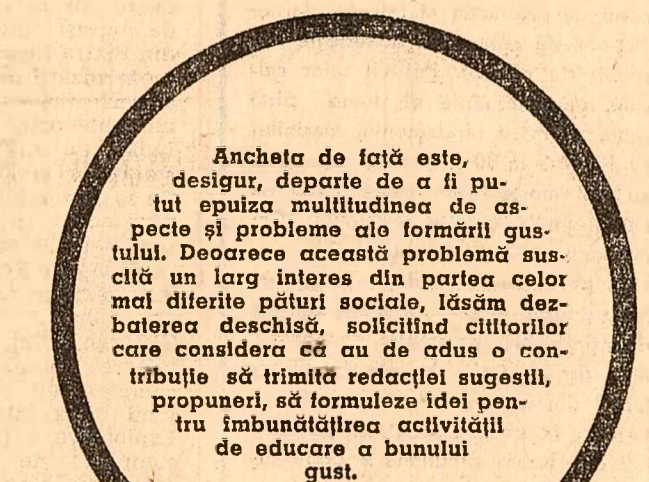 Ancheta de față este,
desigur, departe de a fi pu-
tut epuiza multitudinea de as-
pecte și probleme ale formării gus-
tului. Deoarece această problemă sus-
cită un larg interes din partea celor
mai diferite pături sociale, lăsăm dez-
baterea deschisă, solicitînd cititorilor
care considera că au de adus o con-
tribuție să trimita redacției sugestii,
propuneri, să formuleze idei pen-
tru îmbunătățirea activității
de educare a bunului
gust.